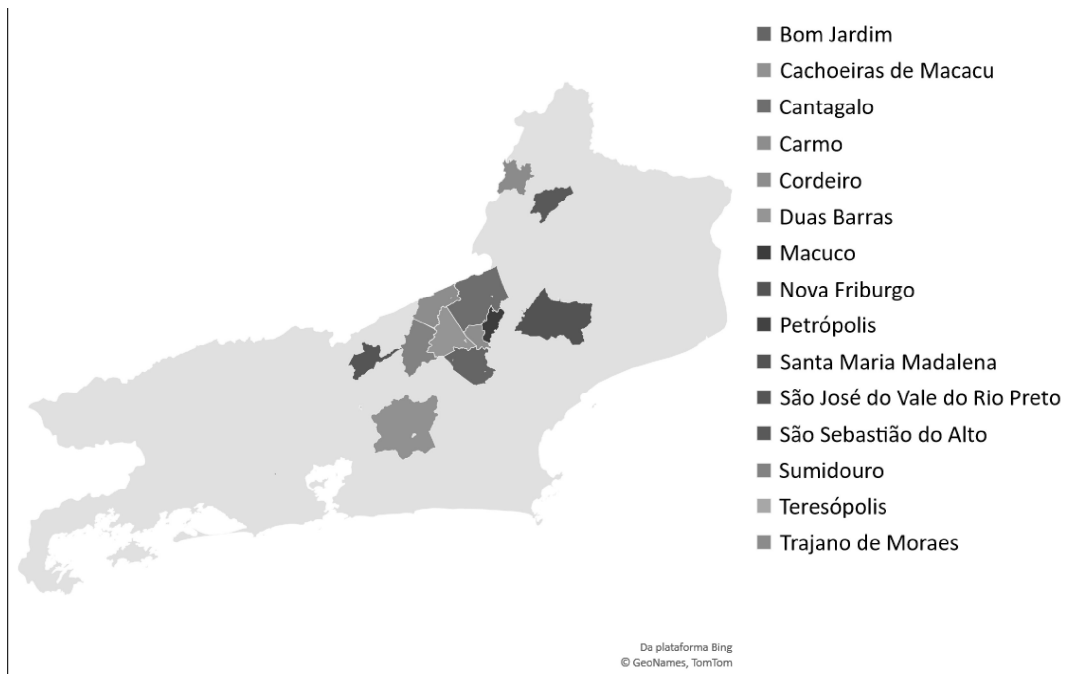 Bom Jardim
Cachoeiras de Macacu
Cantagalo
Carmo
Cordeiro
Duas Barras
Macuco
Nova Friburgo
Petrópolis
Santa Maria Madalena
São José do Vale do Rio Preto
São Sebastião do Alto
Sumidouro
Teresópolis
Trajano de Moraes
Da plataforma Bing
© GeoNames, TomTom